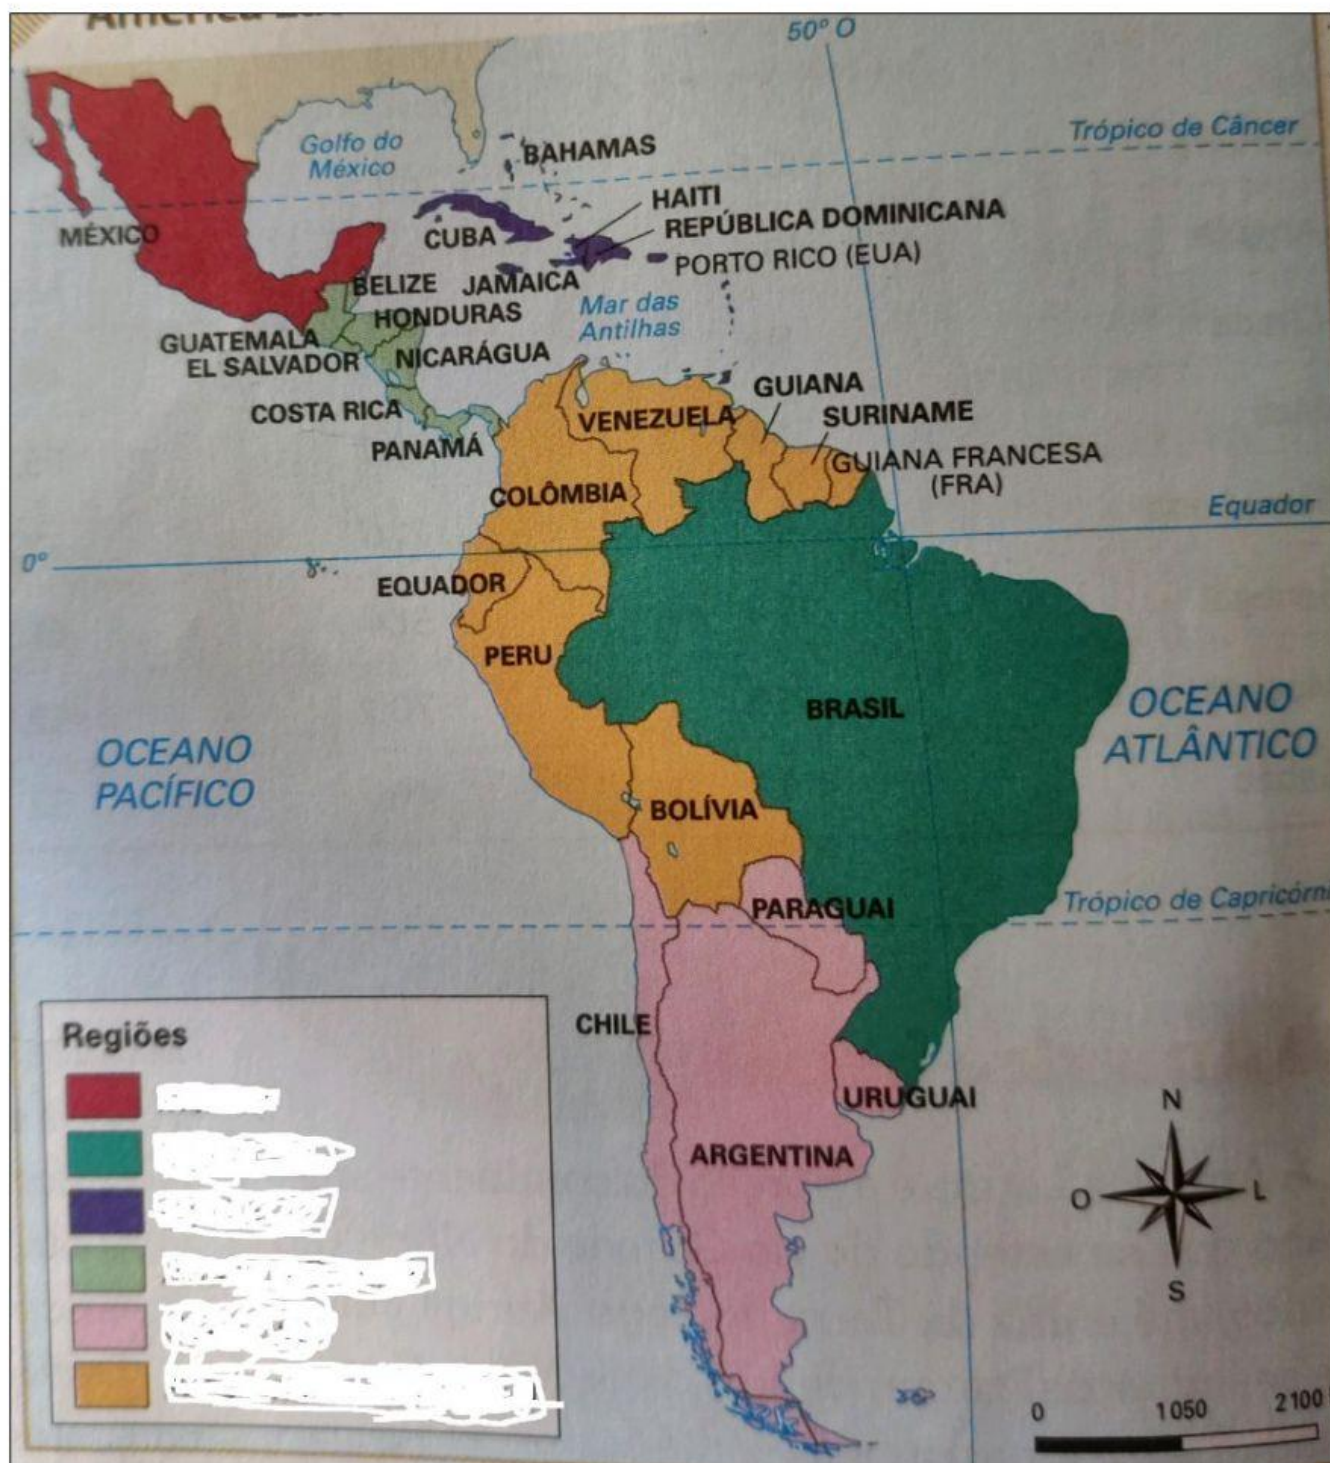 50° O
Trópico de Câncer
Golfo do
México
BAHAMAS
HAITI
REPÚBLICA DOMINICANA
MÉXICO
CUBA
PORTO RICO (EUA)
BELIZE
JAMAICA
Mar das
Antilhas
HONDURAS
GUATEMALA
EL SALVADOR
NICARÁGUA
GUIANA
COSTA RICA
VENEZUELA
SURINAME
PANAMÁ
GUIANA FRANCESA
(FRA)
COLÔMBIA
Equador
0°
EQUADOR
PERU
BRASIL
OCEANO
ATLÂNTICO
OCEANO
PACÍFICO
BOLÍVIA
PARAGUAI
Trópico de Capricórni
CHILE
Regiões
URUGUAI
ARGENTINA
N
O
L
S
0 1050 2100